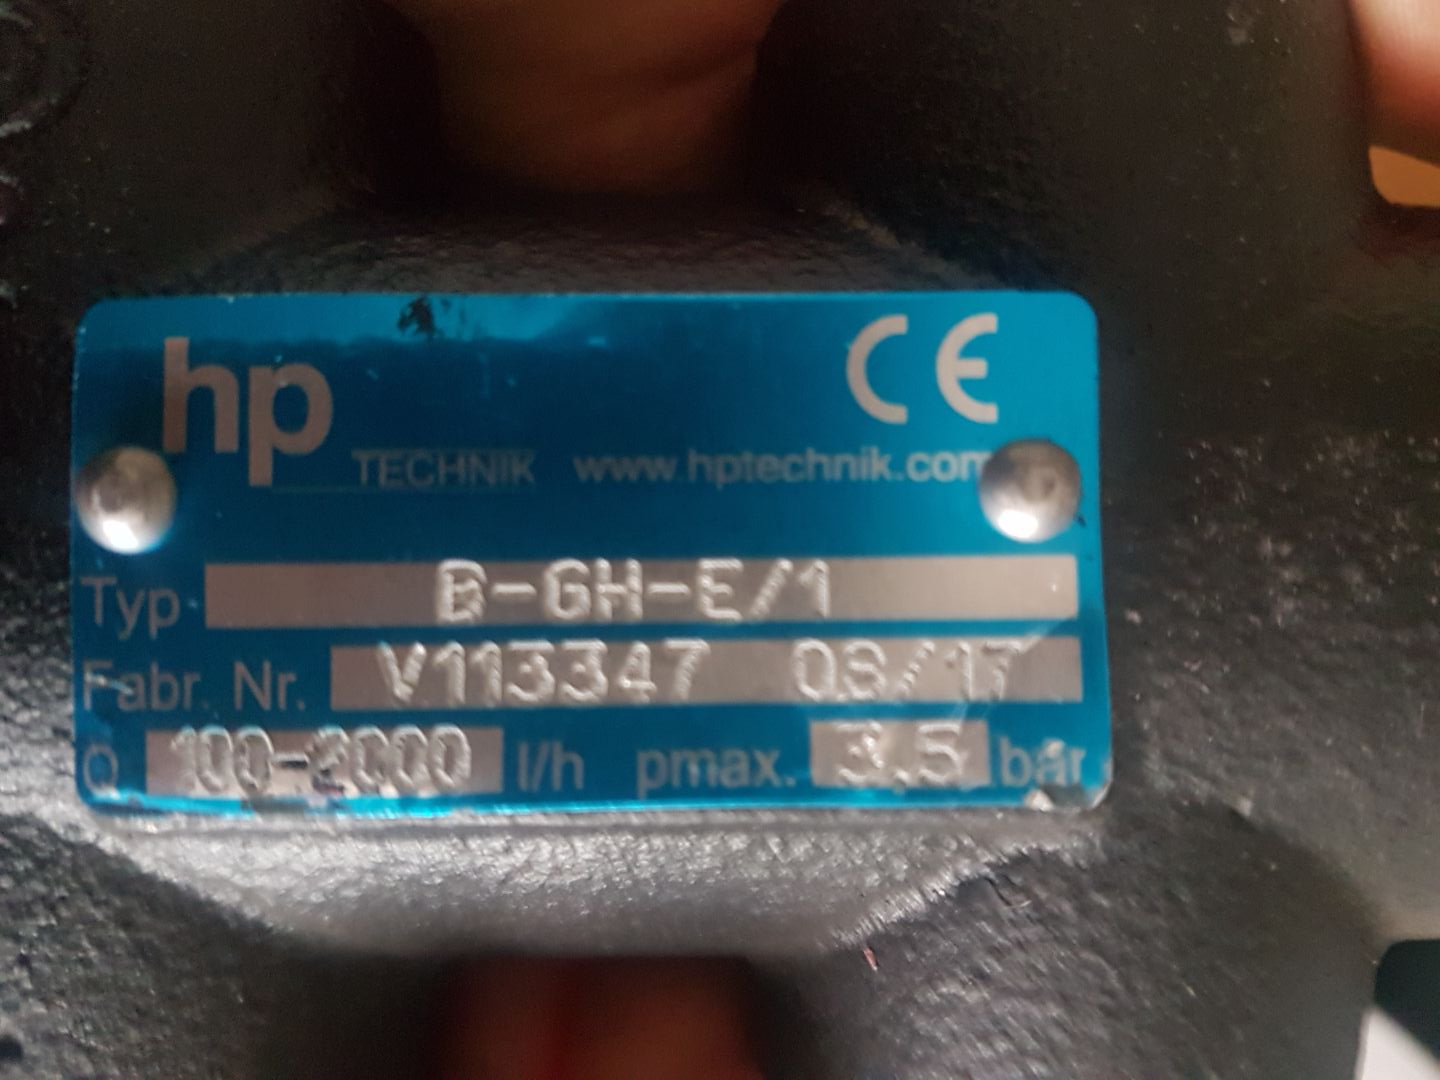 hp CE
TECHNIK www.hptechnik.com
Typ B-GH-E/1
Fabr. Nr. V113347 08/17
Q 100-2000 l/h pmax. 3,5 bar